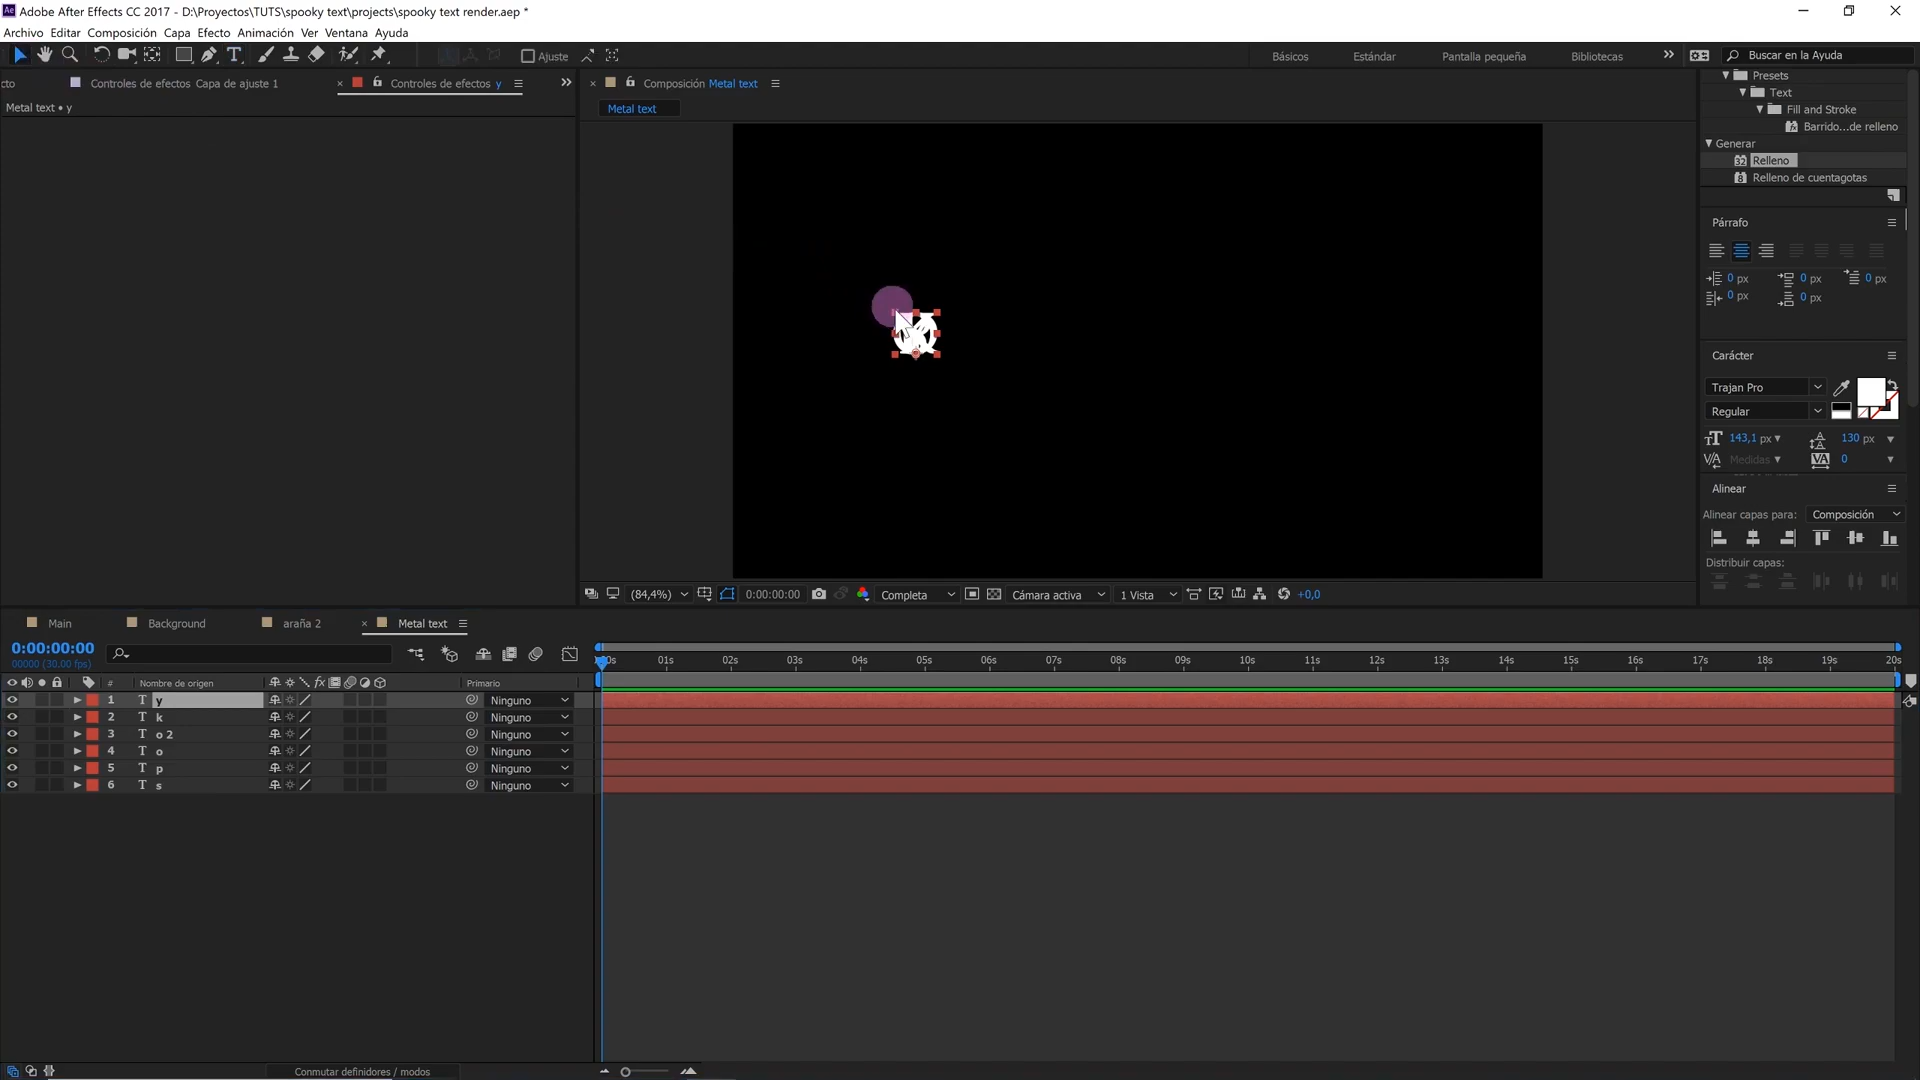 Adobe After Effects CC 2017 - D:\Proyectos\TUTS\spooky text\projects\spooky text render.aep *
Archivo Editar Composición Capa Efecto Animación Ver Ventana Ayuda
Ajuste Básicos Estándar Pantalla pequeña Bibliotecas Buscar en la Ayuda
cto Controles de efectos Capa de ajuste 1 Controles de efectos y
Composición Metal text
Metal text • y
Metal text
Presets
Text
Fill and Stroke
Barrido...de relleno
Generar
32 Relleno
8 Relleno de cuentagotas
Párrafo
0 px 0 px 0 px
0 px 0 px
Carácter
Trajan Pro
Regular
143,1 px 130 px
Medidas 0
Alinear
Alinear capas para: Composición
Distribuir capas:
(84,4%) 0:00:00:00 Completa Cámara activa 1 Vista +0,0
Main Background araña 2 Metal text
0:00:00:00
00000 (30.00 fps)
0s 01s 02s 03s 04s 05s 06s 07s 08s 09s 10s 11s 12s 13s 14s 15s 16s 17s 18s 19s 20s
# Nombre de origen fx Primario
1 T y Ninguno
2 T k Ninguno
3 T o 2 Ninguno
4 T o Ninguno
5 T p Ninguno
6 T s Ninguno
Conmutar definidores / modos